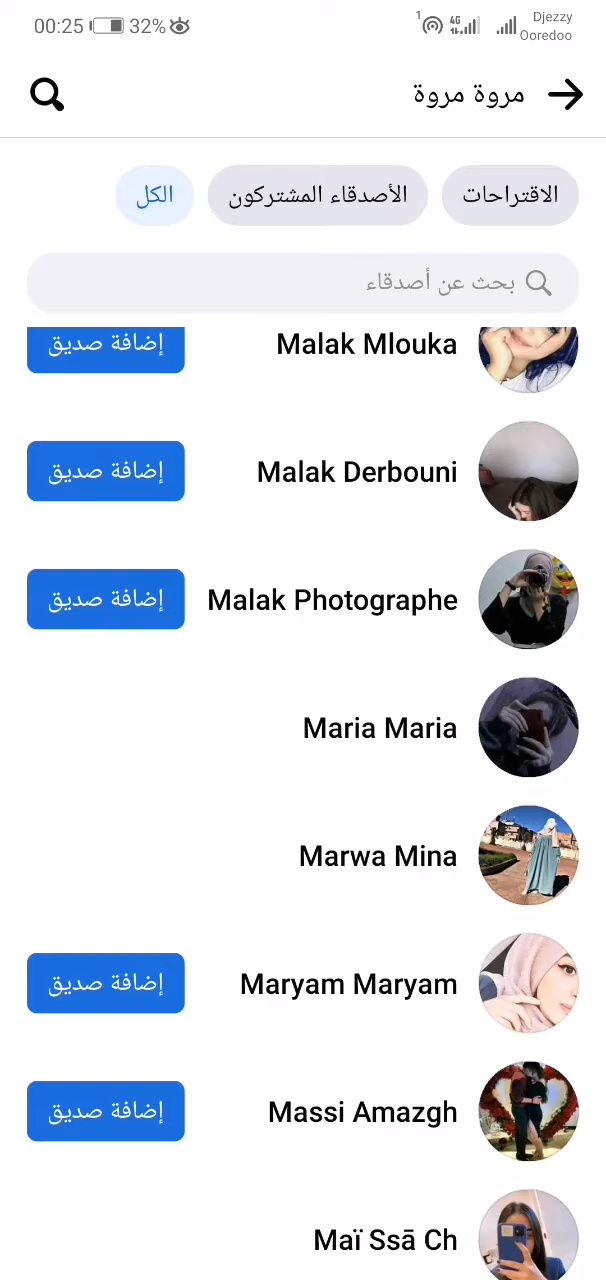 00:25 32% 1 4G Djezzy
Ooredoo
مروة مروة
الاقتراحات الأصدقاء المشتركون الكل
بحث عن أصدقاء
Malak Mlouka إضافة صديق
Malak Derbouni إضافة صديق
Malak Photographe إضافة صديق
Maria Maria
Marwa Mina
Maryam Maryam إضافة صديق
Massi Amazgh إضافة صديق
Maï Ssā Ch